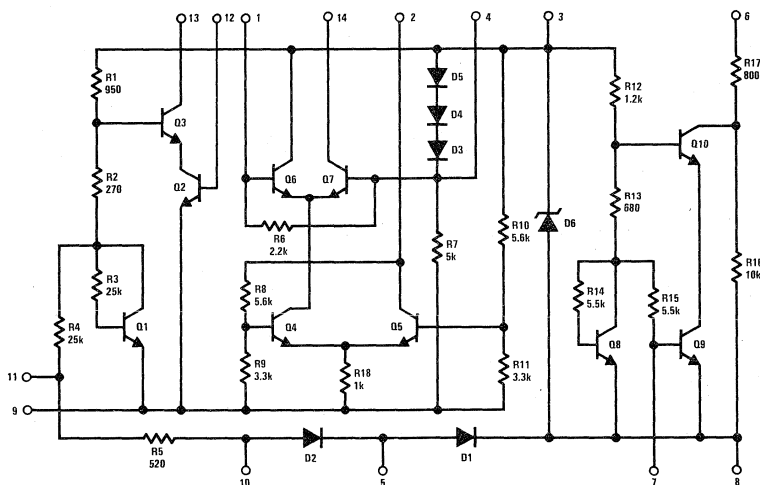 13
12
1
14
2
4
3
6
R1
950
D5
R12
1.2k
R17
800
Q3
D4
D3
Q10
R2
270
Q2
Q6
Q7
R13
680
R6
2.2k
R7
5k
R10
5.6k
D6
R16
10k
R3
25k
R8
5.6k
R14
5.5k
R15
5.5k
R4
25k
Q1
Q4
Q5
Q8
Q9
R9
3.3k
R18
1k
R11
3.3k
11
9
R5
520
D2
D1
10
5
7
8